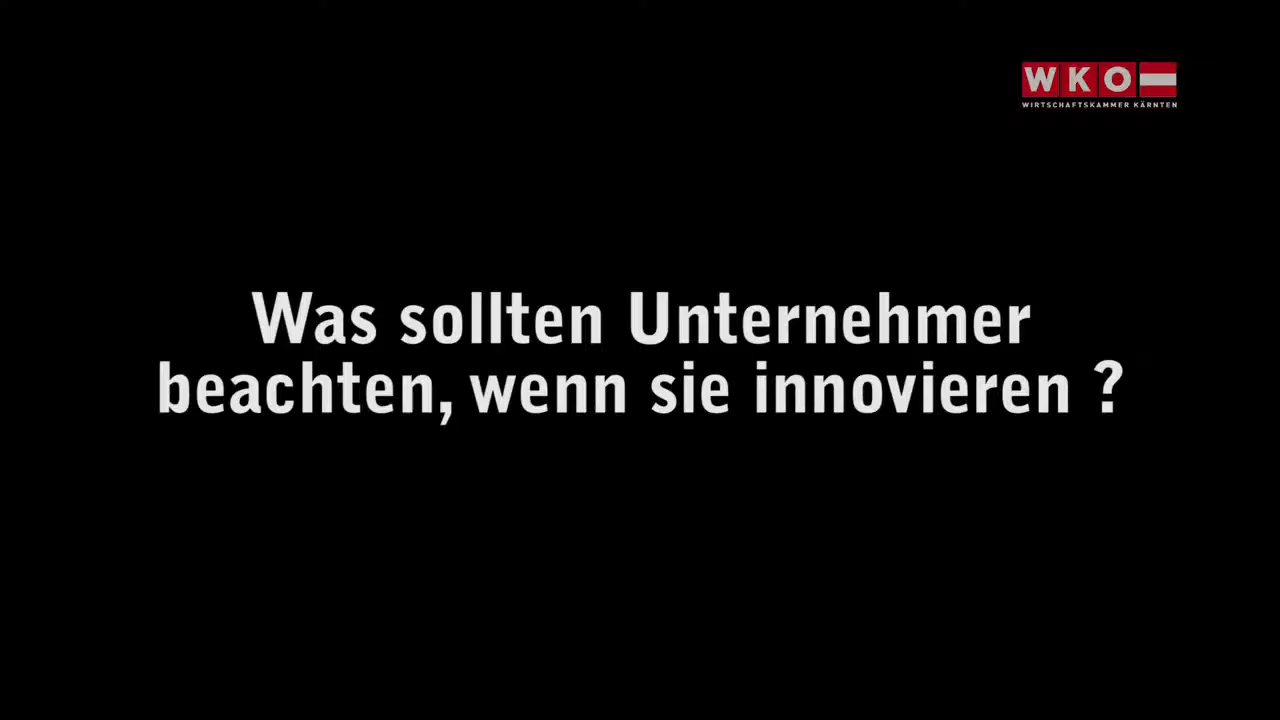 WKO
WIRTSCHAFTSKAMMER KÄRNTEN
Was sollten Unternehmer
beachten, wenn sie innovieren ?